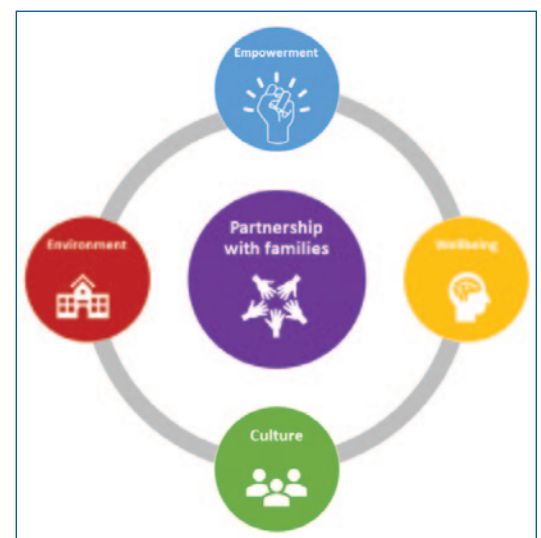 Empowerment
Environment
Partnership
with families
Wellbeing
Culture